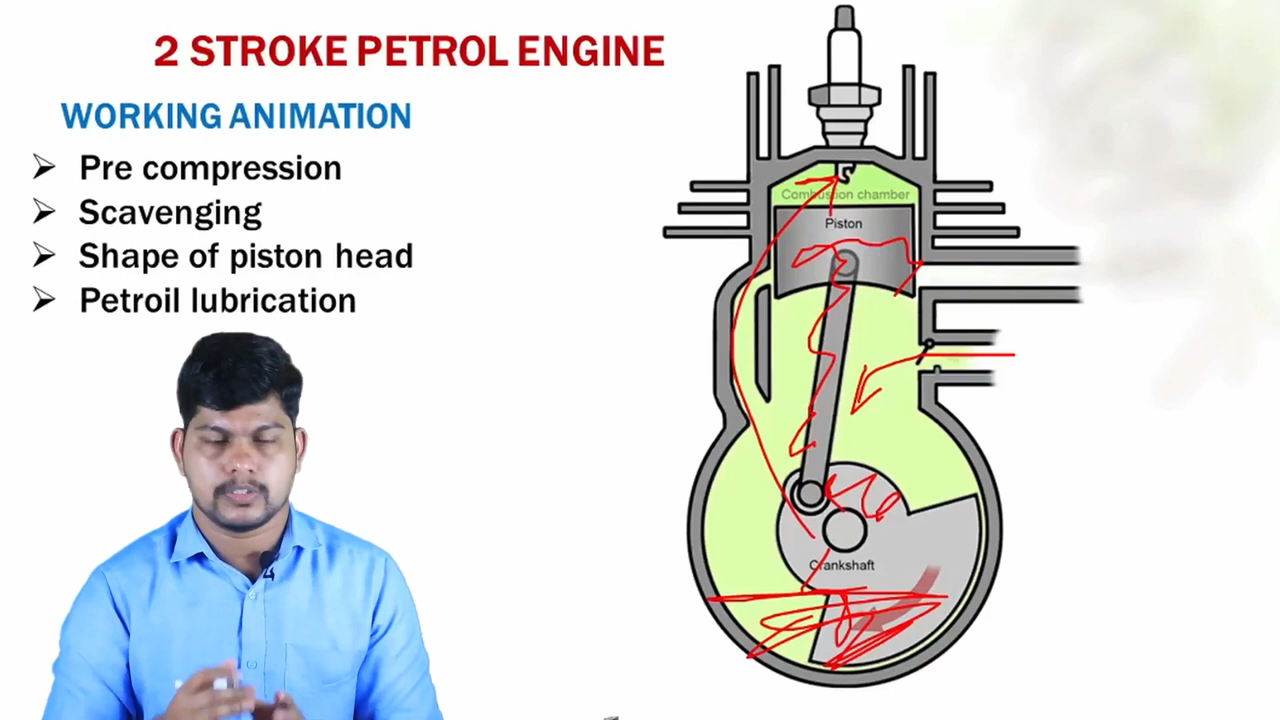 2 STROKE PETROL ENGINE
WORKING ANIMATION
Pre compression
Scavenging
Shape of piston head
Petroil lubrication
Combustion chamber
Piston
Crankshaft